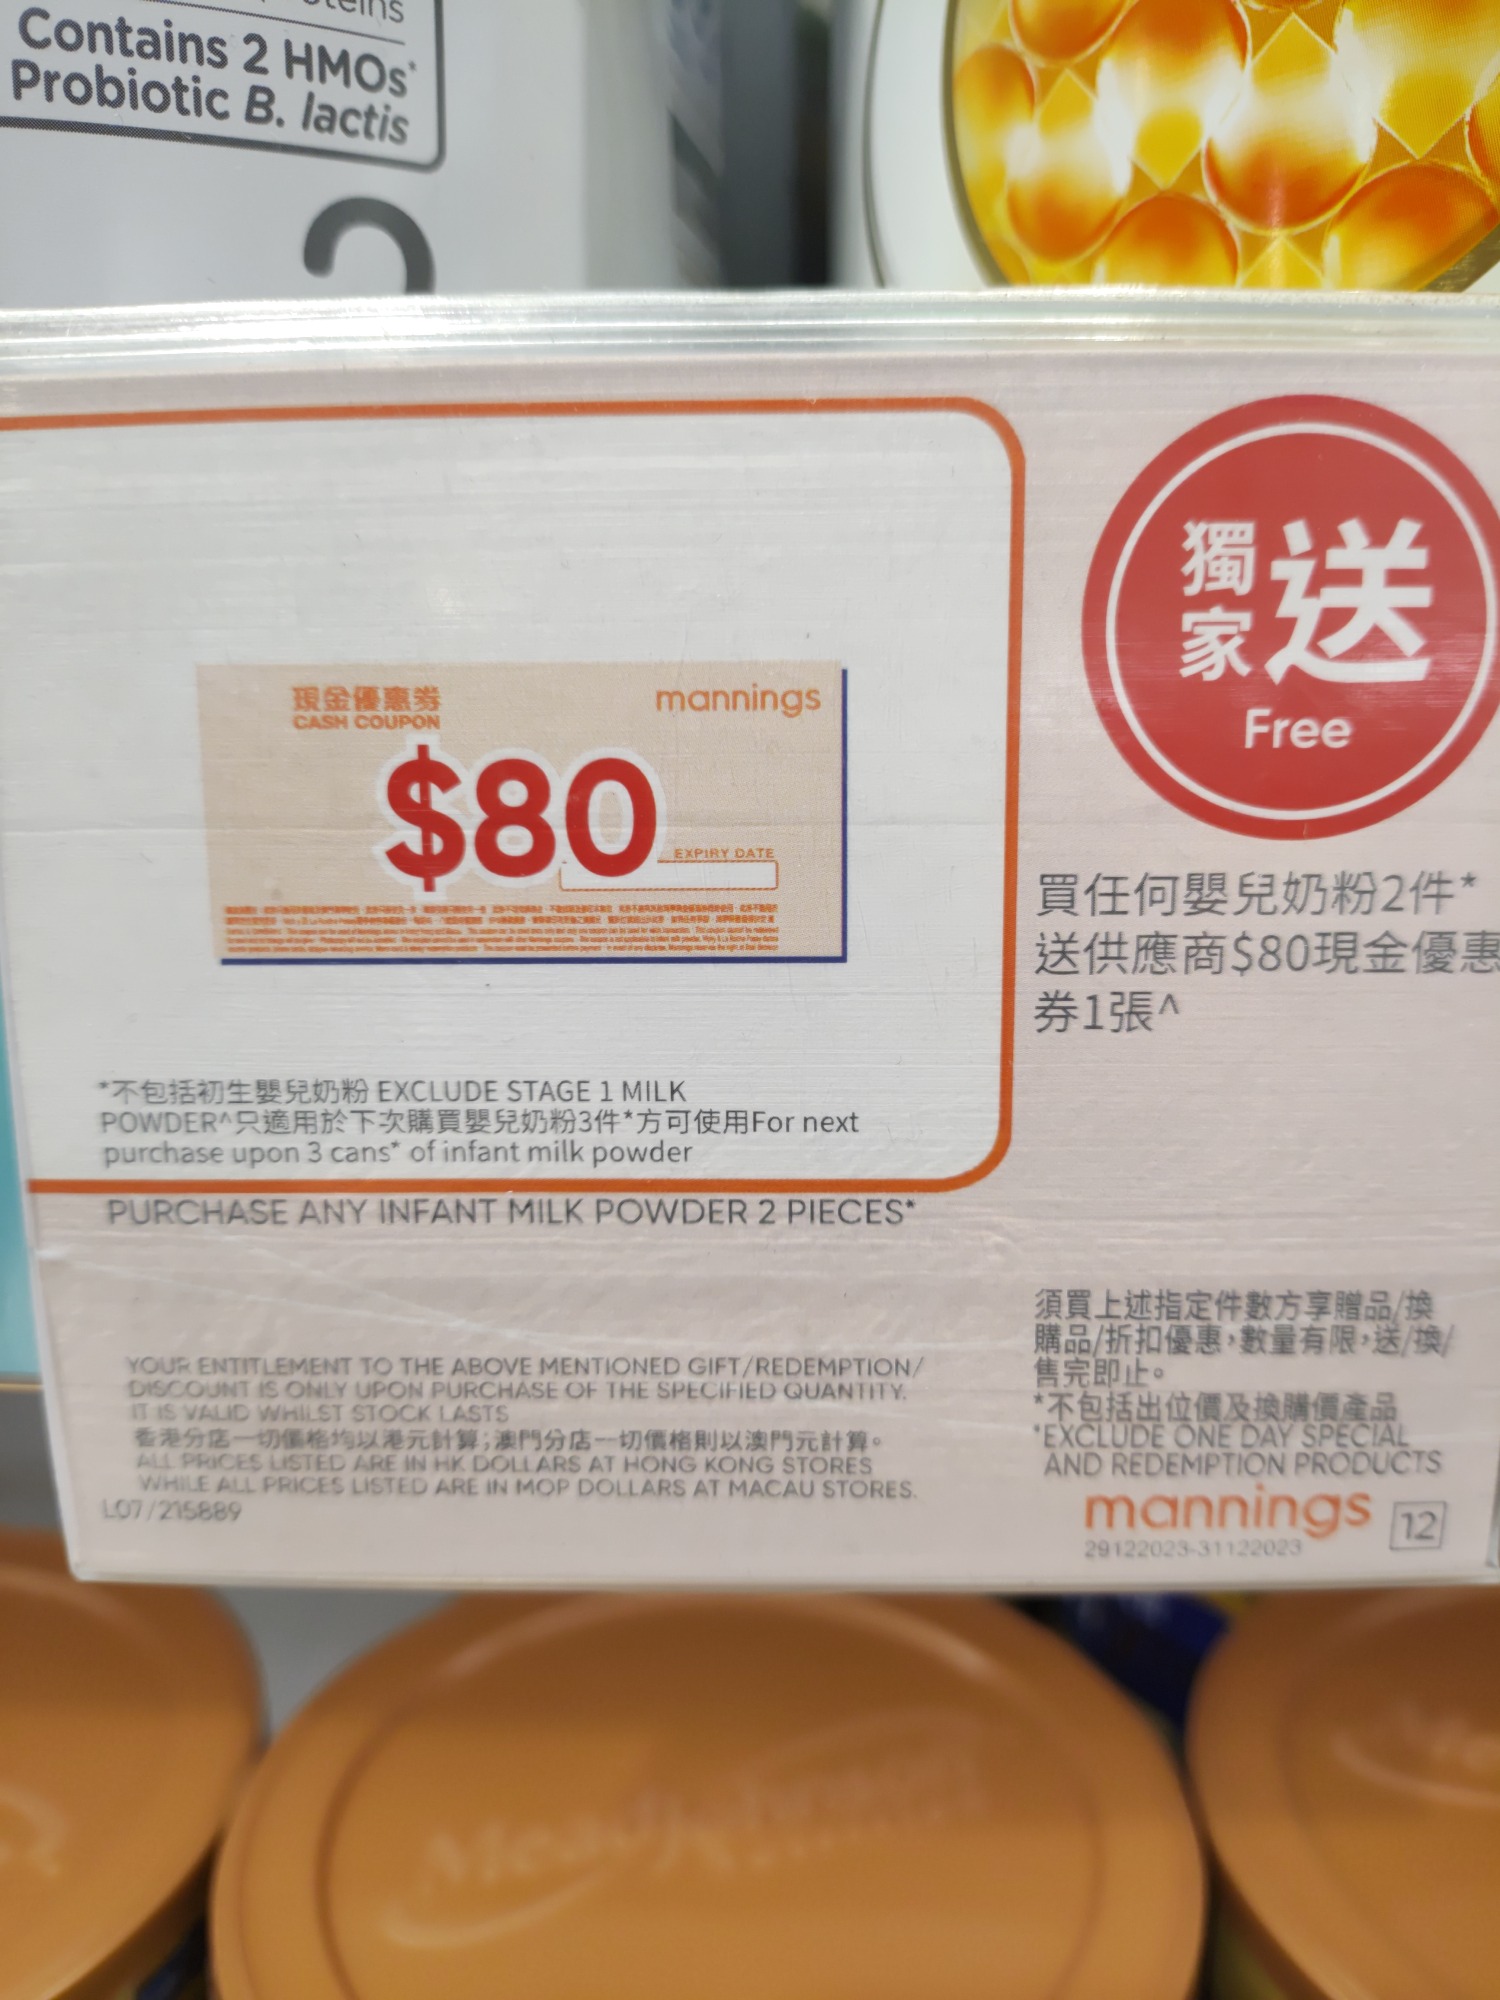 Contains 2 HMOs*
Probiotic B. lactis
2
獨家送
Free
現金優惠券
CASH COUPON
mannings
$80
EXPIRY DATE
買任何嬰兒奶粉2件*
送供應商$80現金優惠
券1張^
*不包括初生嬰兒奶粉 EXCLUDE STAGE 1 MILK
POWDER^只適用於下次購買嬰兒奶粉3件*方可使用For next
purchase upon 3 cans* of infant milk powder
PURCHASE ANY INFANT MILK POWDER 2 PIECES*
須買上述指定件數方享贈品/換
購品/折扣優惠，數量有限，送/換/
售完即止。
*不包括出位價及換購價產品
*EXCLUDE ONE DAY SPECIAL
AND REDEMPTION PRODUCTS
YOUR ENTITLEMENT TO THE ABOVE MENTIONED GIFT/REDEMPTION/
DISCOUNT IS ONLY UPON PURCHASE OF THE SPECIFIED QUANTITY.
IT IS VALID WHILST STOCK LASTS
香港分店一切價格均以港元計算；澳門分店一切價格則以澳門元計算。
ALL PRICES LISTED ARE IN HK DOLLARS AT HONG KONG STORES
WHILE ALL PRICES LISTED ARE IN MOP DOLLARS AT MACAU STORES.
L07/215889
mannings 12
29122023-31122023